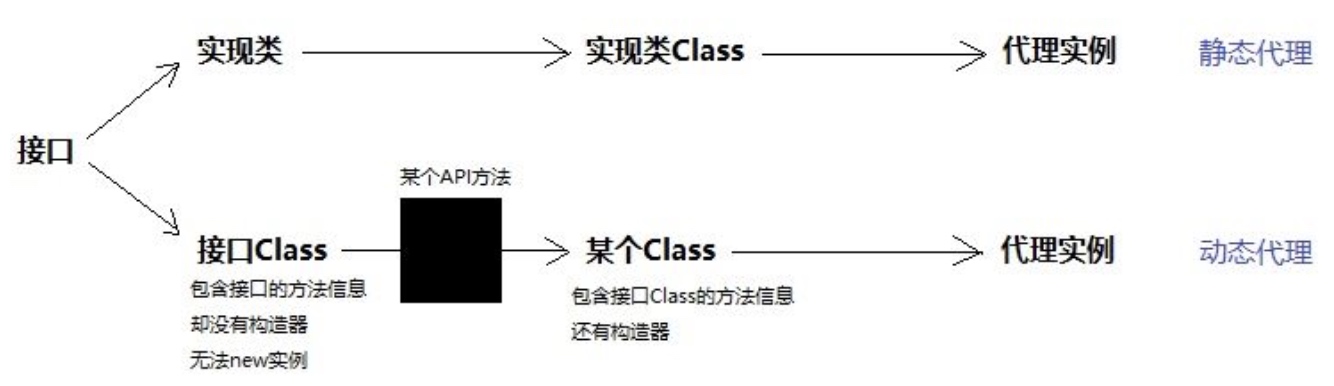 实现类
实现类Class
代理实例
静态代理
接口
某个API方法
接口Class
某个Class
代理实例
动态代理
包含接口的方法信息
却没有构造器
无法new实例
包含接口Class的方法信息
还有构造器